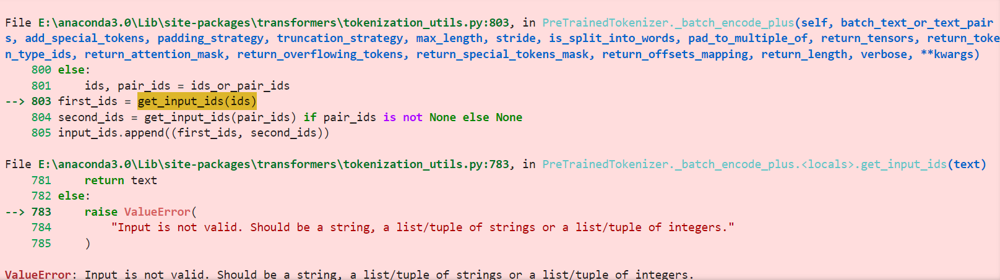 File E:\anaconda3.0\Lib\site-packages\transformers\tokenization_utils.py:803, in PreTrainedTokenizer._batch_encode_plus(self, batch_text_or_text_pair
s, add_special_tokens, padding_strategy, truncation_strategy, max_length, stride, is_split_into_words, pad_to_multiple_of, return_tensors, return_toke
n_type_ids, return_attention_mask, return_overflowing_tokens, return_special_tokens_mask, return_offsets_mapping, return_length, verbose, **kwargs)
    800 else:
    801     ids, pair_ids = ids_or_pair_ids
--> 803 first_ids = get_input_ids(ids)
    804 second_ids = get_input_ids(pair_ids) if pair_ids is not None else None
    805 input_ids.append((first_ids, second_ids))
File E:\anaconda3.0\Lib\site-packages\transformers\tokenization_utils.py:783, in PreTrainedTokenizer._batch_encode_plus.<locals>.get_input_ids(text)
    781     return text
    782 else:
--> 783     raise ValueError(
    784         "Input is not valid. Should be a string, a list/tuple of strings or a list/tuple of integers."
    785     )
ValueError: Input is not valid. Should be a string, a list/tuple of strings or a list/tuple of integers.